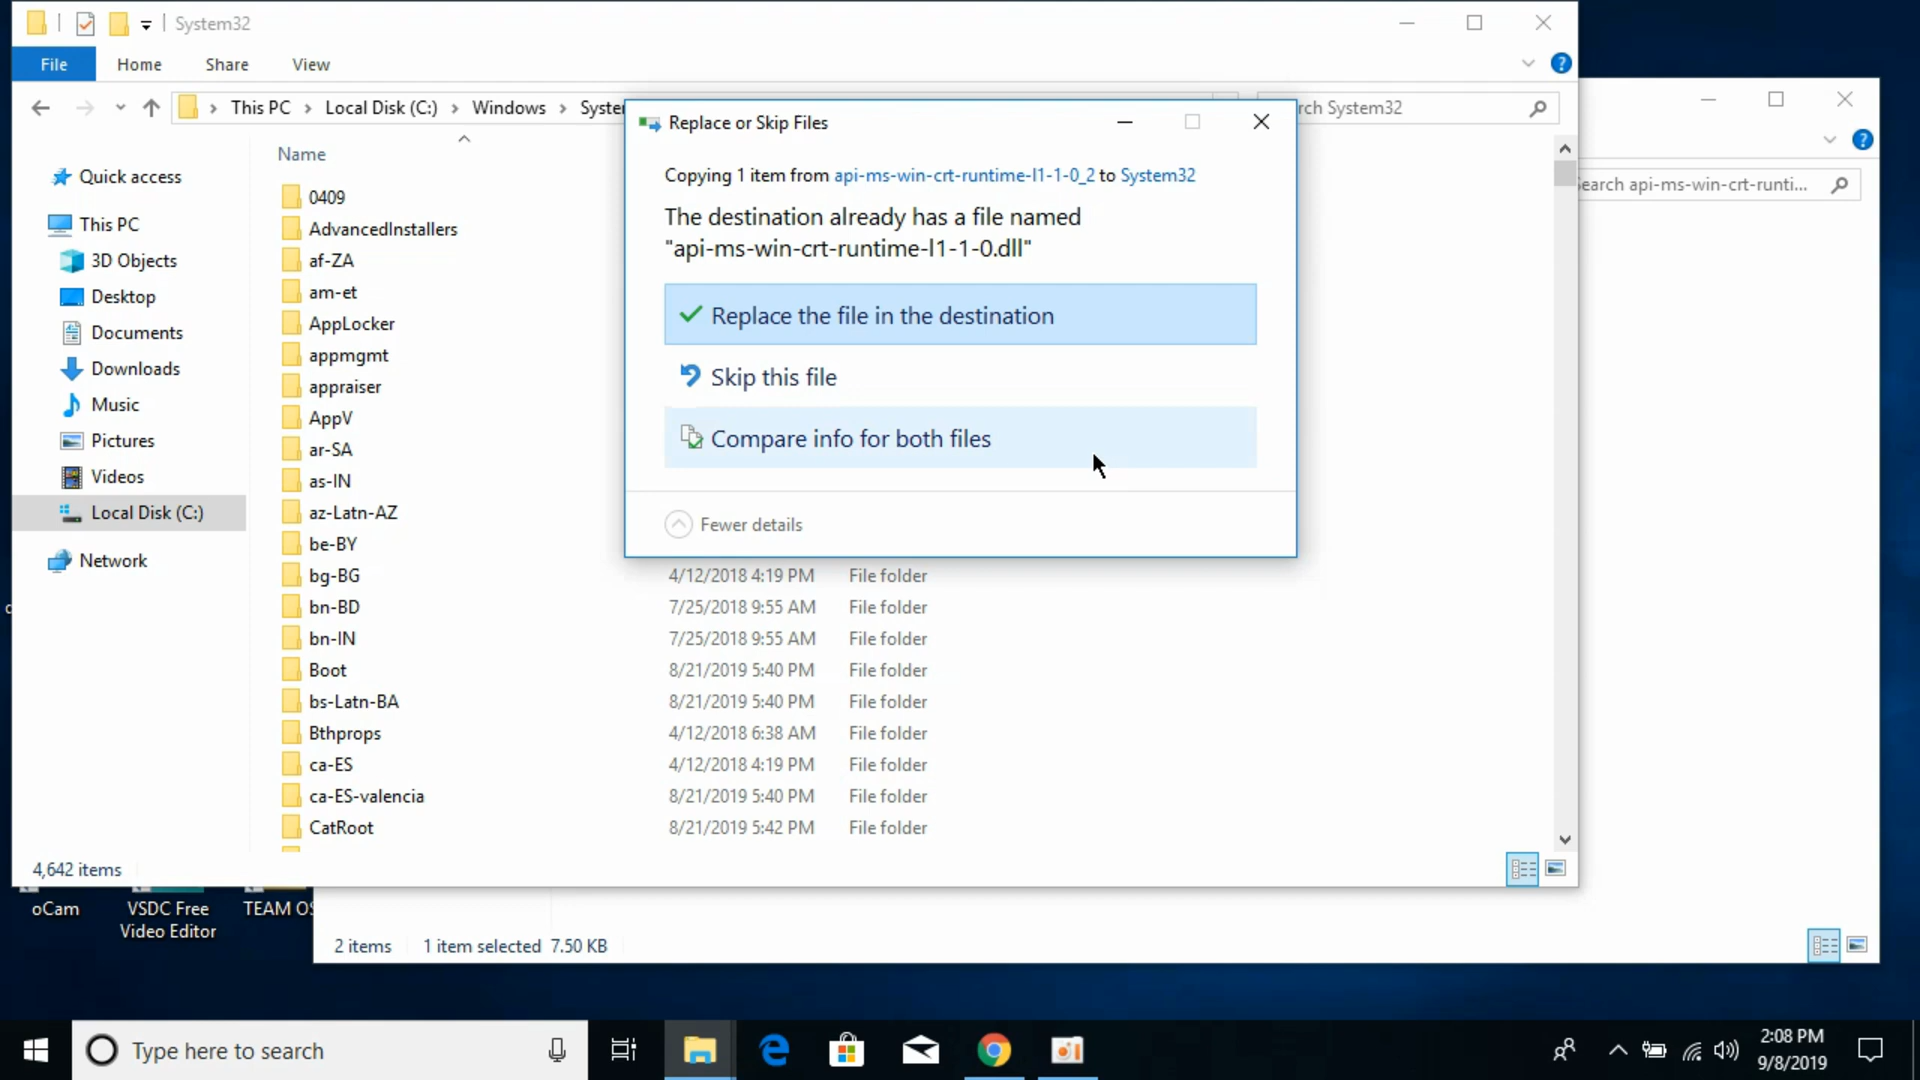 System32
File Home Share View
This PC Local Disk (C:) Windows
rch System32
Replace or Skip Files
Copying 1 item from api-ms-win-crt-runtime-l1-1-0_2 to System32
The destination already has a file named
"api-ms-win-crt-runtime-l1-1-0.dll"
Replace the file in the destination
Skip this file
Compare info for both files
Fewer details
Search api-ms-win-crt-runti...
Quick access
This PC
3D Objects
Desktop
Documents
Downloads
Music
Pictures
Videos
Local Disk (C:)
Network
Name
0409
AdvancedInstallers
af-ZA
am-et
AppLocker
appmgmt
appraiser
AppV
ar-SA
as-IN
az-Latn-AZ
be-BY
bg-BG 4/12/2018 4:19 PM File folder
bn-BD 7/25/2018 9:55 AM File folder
bn-IN 7/25/2018 9:55 AM File folder
Boot 8/21/2019 5:40 PM File folder
bs-Latn-BA 8/21/2019 5:40 PM File folder
Bthprops 4/12/2018 6:38 AM File folder
ca-ES 4/12/2018 4:19 PM File folder
ca-ES-valencia 8/21/2019 5:40 PM File folder
CatRoot 8/21/2019 5:42 PM File folder
4,642 items
oCam
VSDC Free
Video Editor
TEAM OS
2 items 1 item selected 7.50 KB
Type here to search
2:08 PM
9/8/2019